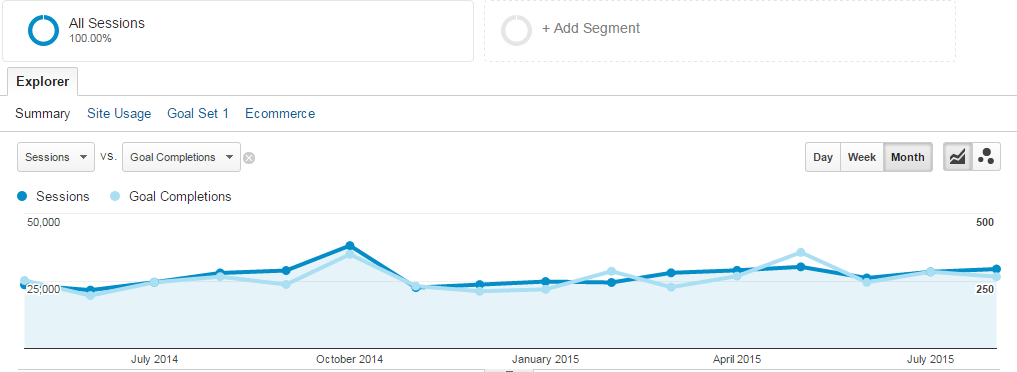 All Sessions
100.00%
+ Add Segment
Explorer
Summary Site Usage Goal Set 1 Ecommerce
Sessions vs. Goal Completions Day Week Month
Sessions Goal Completions
50,000 500
25,000 250
July 2014 October 2014 January 2015 April 2015 July 2015